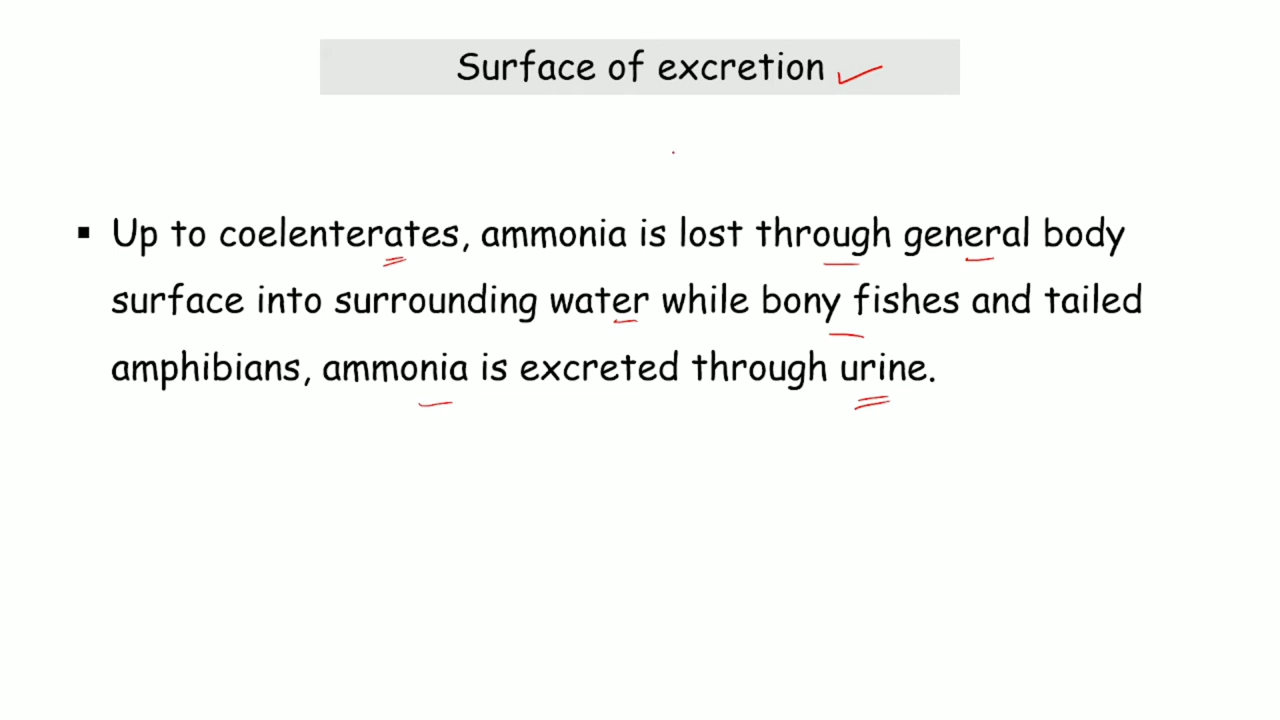 Surface of excretion
▪ Up to coelenterates, ammonia is lost through general body
surface into surrounding water while bony fishes and tailed
amphibians, ammonia is excreted through urine.